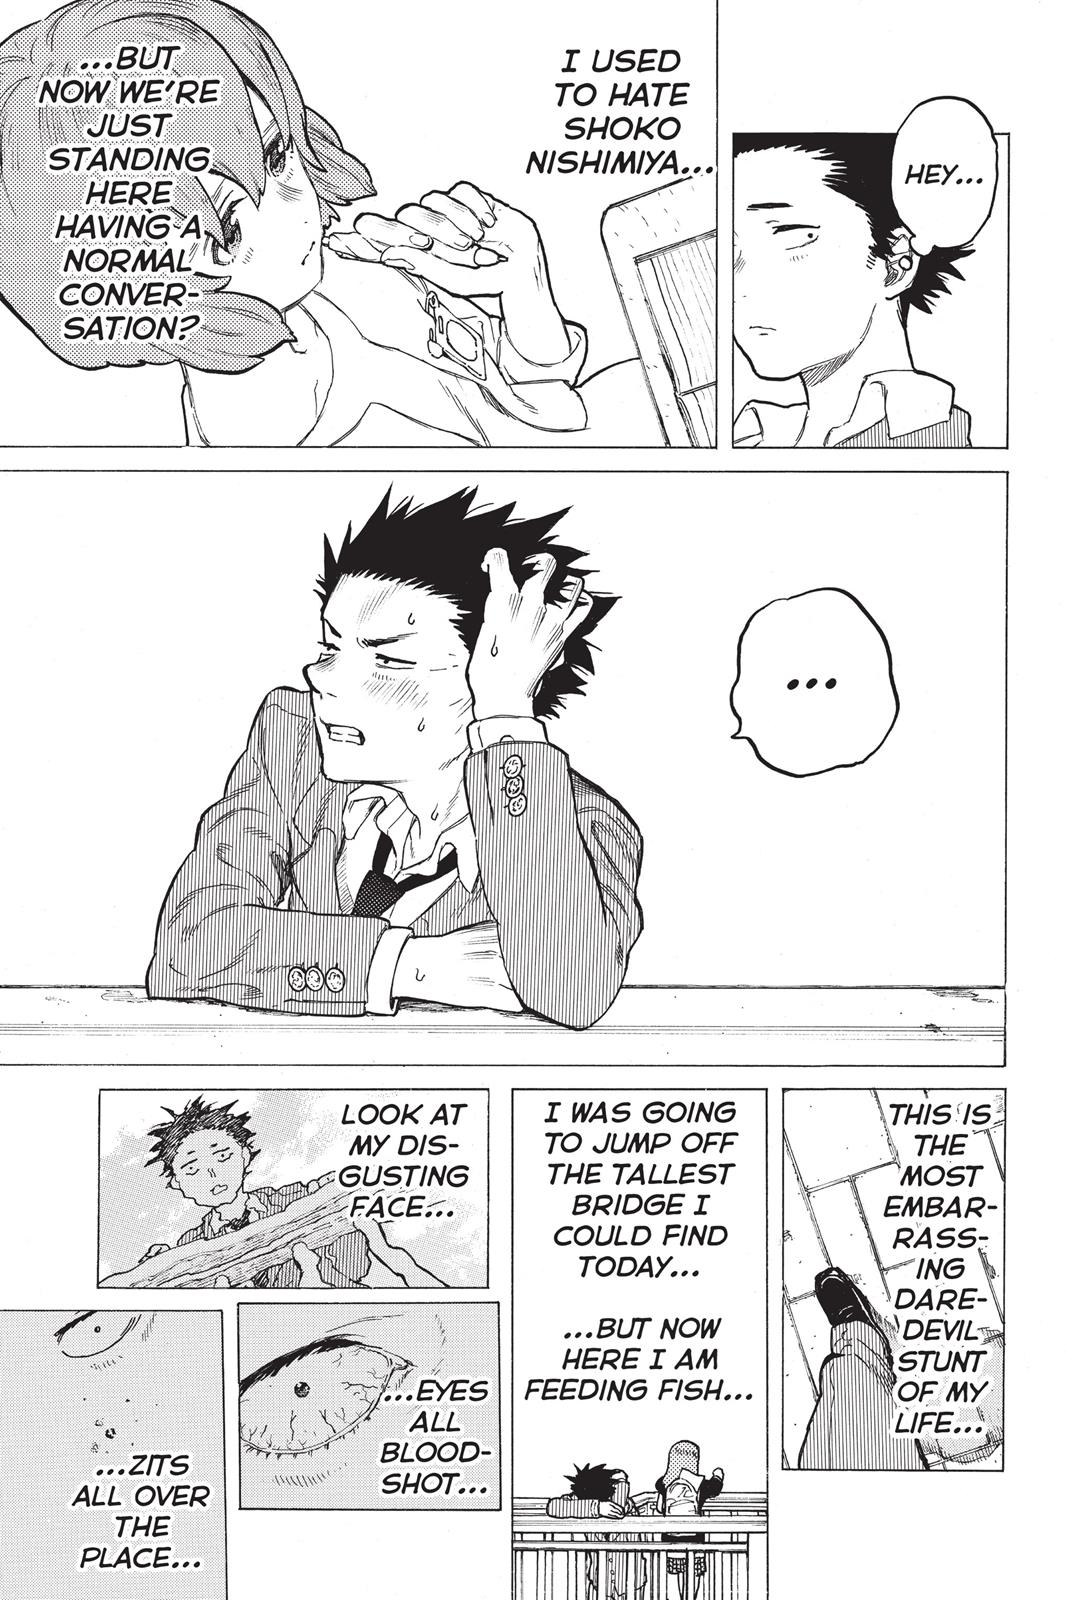 HEY...
I USED
TO HATE
SHOKO
NISHIMIYA...
...BUT
NOW WE'RE
JUST
STANDING
HERE
HAVING A
NORMAL
CONVER-
SATION?
...
THIS IS
THE
MOST
EMBAR-
RASS-
ING
DARE-
DEVIL
STUNT
OF MY
LIFE...
I WAS GOING
TO JUMP OFF
THE TALLEST
BRIDGE I
COULD FIND
TODAY...
...BUT NOW
HERE I AM
FEEDING FISH...
LOOK AT
MY DIS-
GUSTING
FACE...
...EYES
ALL
BLOOD-
SHOT...
...ZITS
ALL OVER
THE
PLACE...